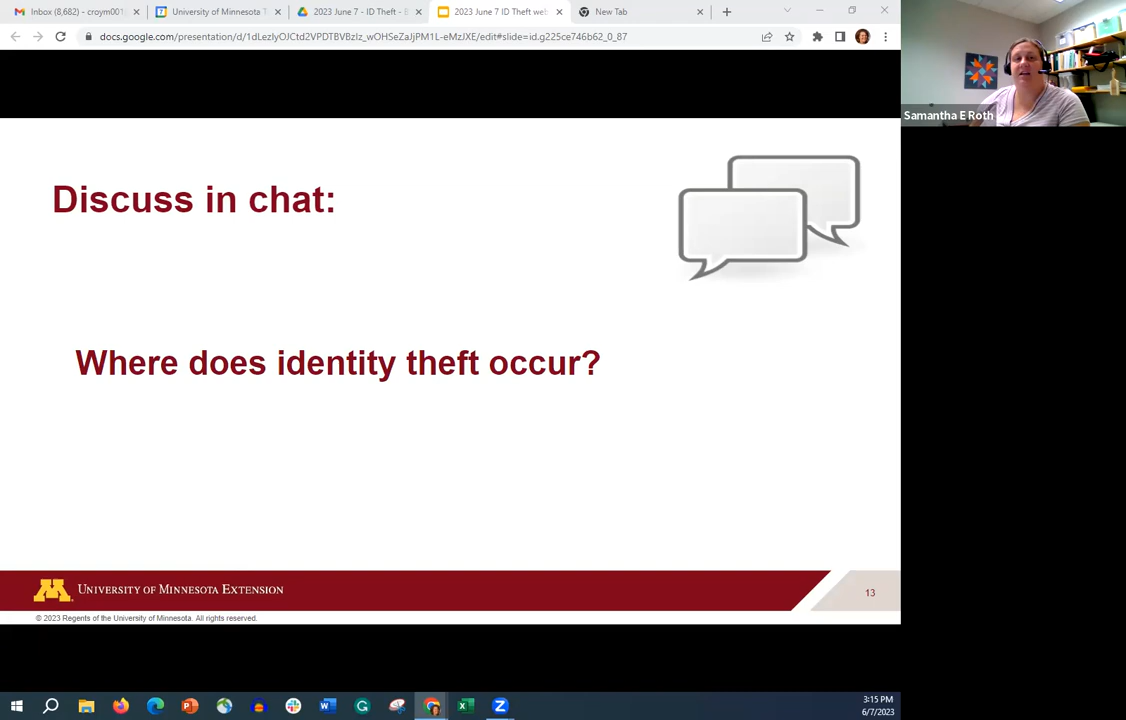 Inbox (8,682) - croym001
University of Minnesota T
2023 June 7 - ID Theft - E
2023 June 7 ID Theft web
New Tab
docs.google.com/presentation/d/1dLezlyOJCtd2VPDTBVBzlz_wOHSeZaJjPM1L-eMzJXE/edit#slide=id.g225ce746b62_0_87
Samantha E Roth
Discuss in chat:
Where does identity theft occur?
UNIVERSITY OF MINNESOTA EXTENSION
13
© 2023 Regents of the University of Minnesota. All rights reserved.
3:15 PM
6/7/2023